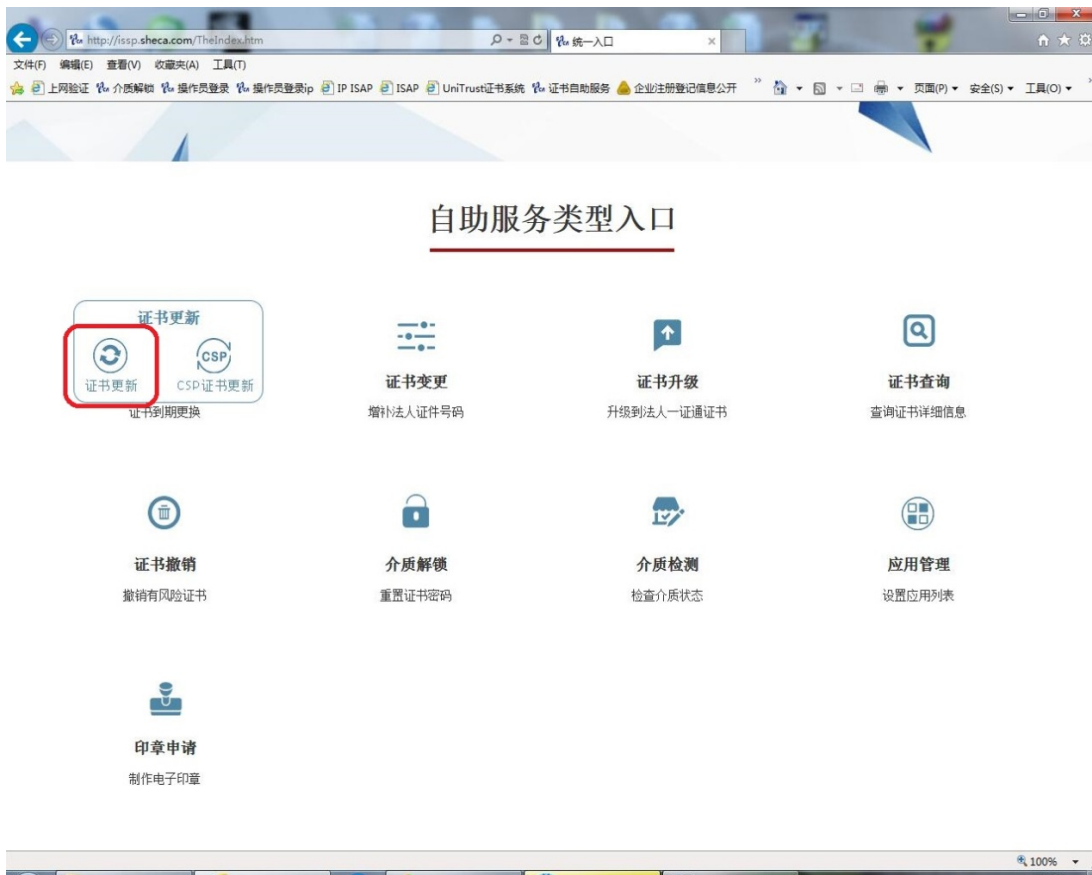 http://issp.sheca.com/TheIndex.htm
统一入口
文件(F) 编辑(E) 查看(V) 收藏夹(A) 工具(T)
上网验证 介质解锁 操作员登录 操作员登录ip IP ISAP ISAP UniTrust证书系统 证书自助服务 企业注册登记信息公开 页面(P) 安全(S) 工具(O)
自助服务类型入口
证书更新
CSP
证书更新 CSP证书更新
证书到期更换
证书变更
增补法人证件号码
证书升级
升级到法人一证通证书
证书查询
查询证书详细信息
证书撤销
撤销有风险证书
介质解锁
重置证书密码
介质检测
检查介质状态
应用管理
设置应用列表
印章申请
制作电子印章
100%